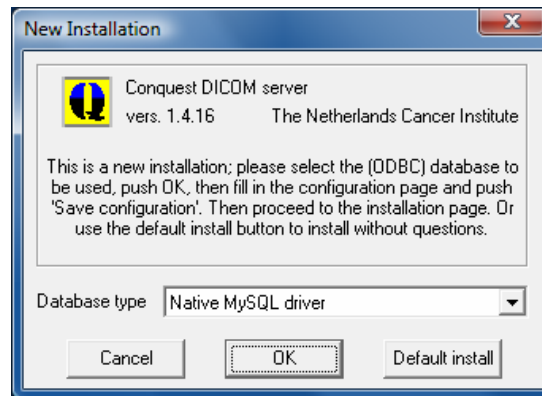 New Installation
Conquest DICOM server
vers. 1.4.16 The Netherlands Cancer Institute
This is a new installation; please select the (ODBC) database to
be used, push OK, then fill in the configuration page and push
'Save configuration'. Then proceed to the installation page. Or
use the default install button to install without questions.
Database type Native MySQL driver
Cancel OK Default install